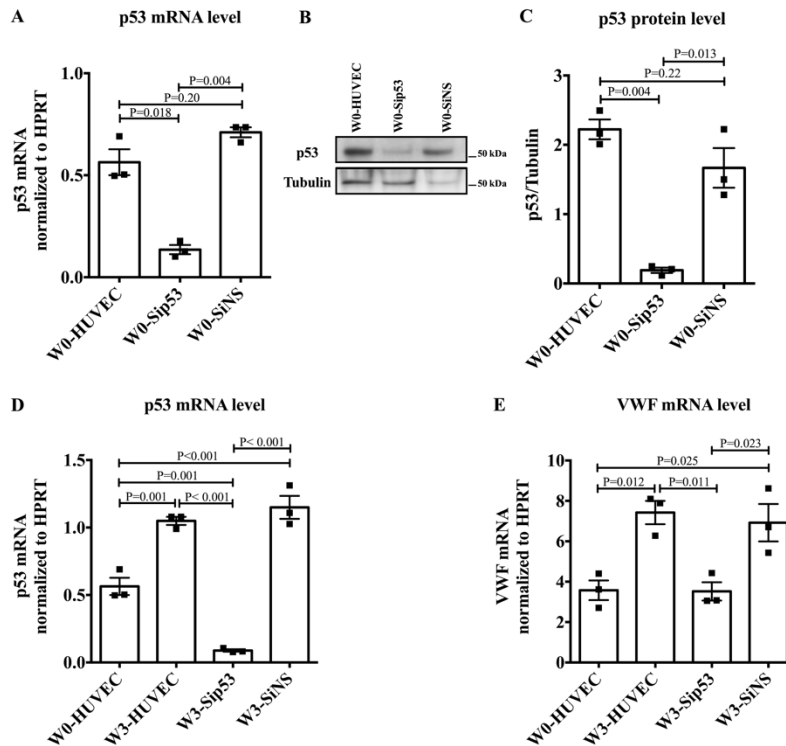 A
p53 mRNA level
p53 mRNA
normalized t o HPRT
1.0
0.5
0.0
P=0.004
P=0.20
P=0.018
W0-HUVEC
W0-Sip53
W0-SiNS
B
W0-HUVEC
W0-Sip53
W0-SiNS
p53
50 kDa
Tubulin
50 kDa
C
p53 protein level
p53/Tubulin
3
2
1
0
P=0.013
P=0.22
P=0.004
W0-HUVEC
W0-Sip53
W0-SiNS
D
p53 mRNA level
p53 mRNA
normalized to HPRT
1.5
1.0
0.5
0.0
P< 0.001
P<0.001
P=0.001
P=0.001
P< 0.001
W0-HUVEC
W3-HUVEC
W3-Sip53
W3-SiNS
E
VWF mRNA level
VWF mRNA
normalized to HPRT
10
8
6
4
2
0
P=0.023
P=0.025
P=0.012
P=0.011
W0-HUVEC
W3-HUVEC
W3-Sip53
W3-SiNS